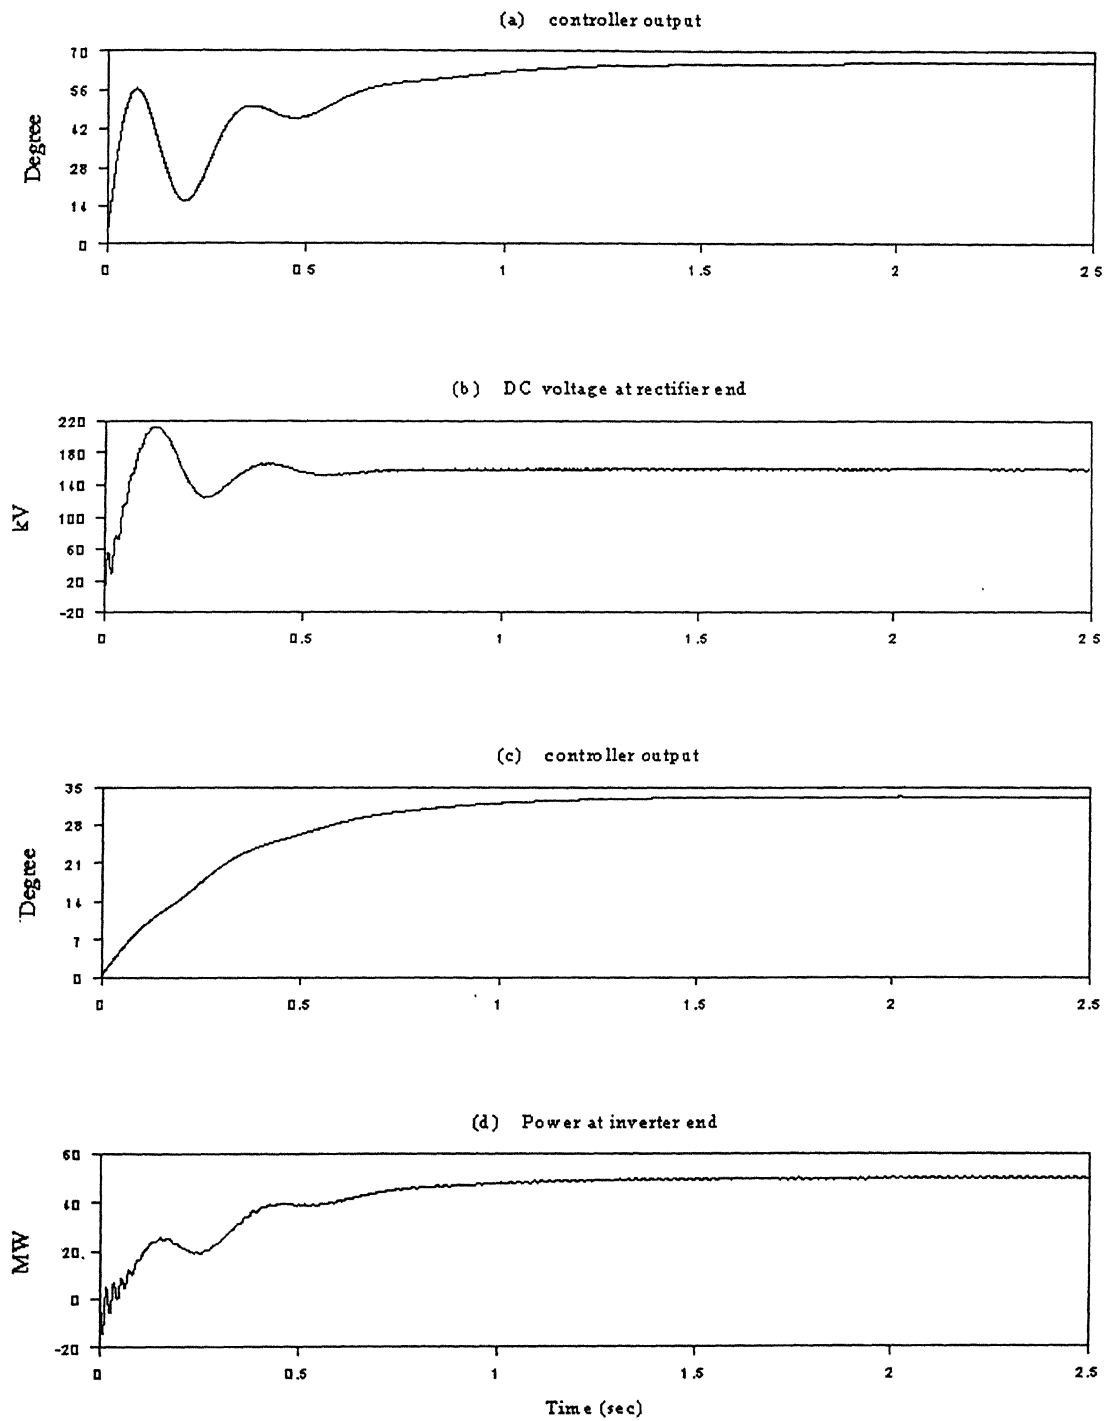 (a) controller output
70
56
42
28
14
0
Degree
0 0.5 1 1.5 2 2.5
(b) DC voltage at rectifier end
220
180
140
100
60
20
-20
kV
0 0.5 1 1.5 2 2.5
(c) controller output
35
28
21
14
7
0
Degree
0 0.5 1 1.5 2 2.5
(d) Power at inverter end
60
40
20
0
-20
MW
0 0.5 1 1.5 2 2.5
Time (sec)